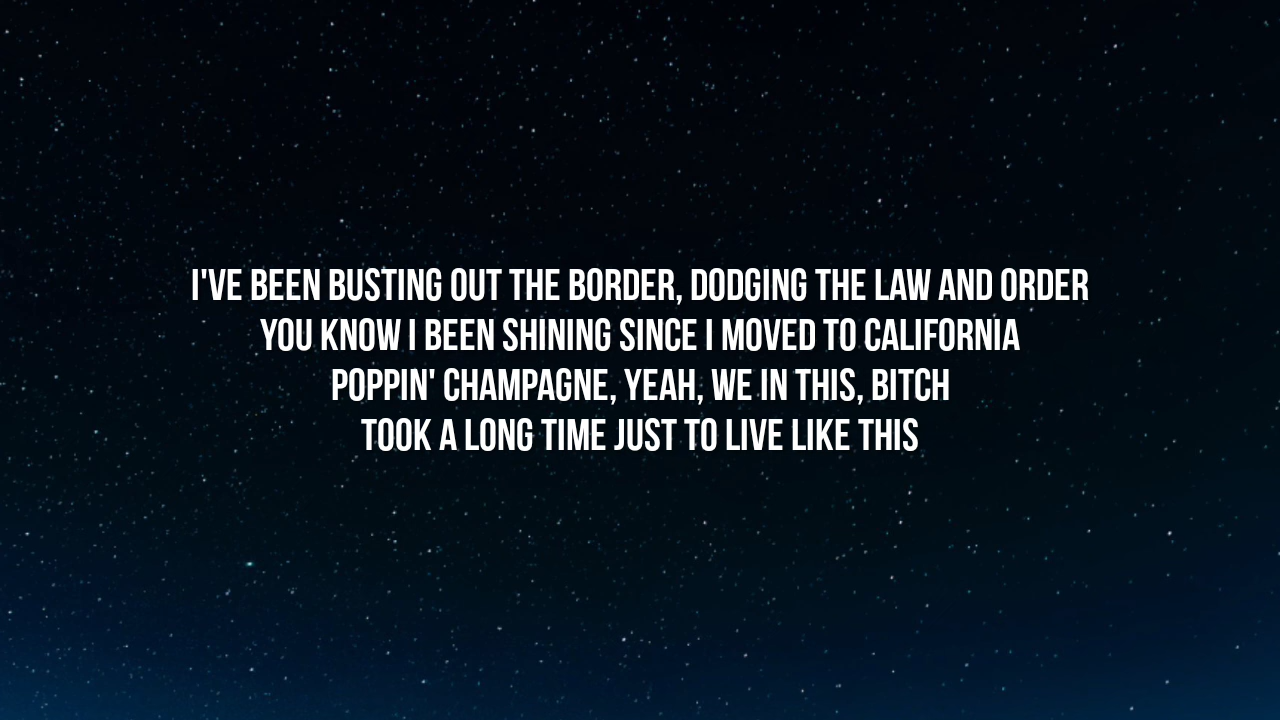 I'VE BEEN BUSTING OUT THE BORDER, DODGING THE LAW AND ORDER
YOU KNOW I BEEN SHINING SINCE I MOVED TO CALIFORNIA
POPPIN' CHAMPAGNE, YEAH, WE IN THIS, BITCH
TOOK A LONG TIME JUST TO LIVE LIKE THIS